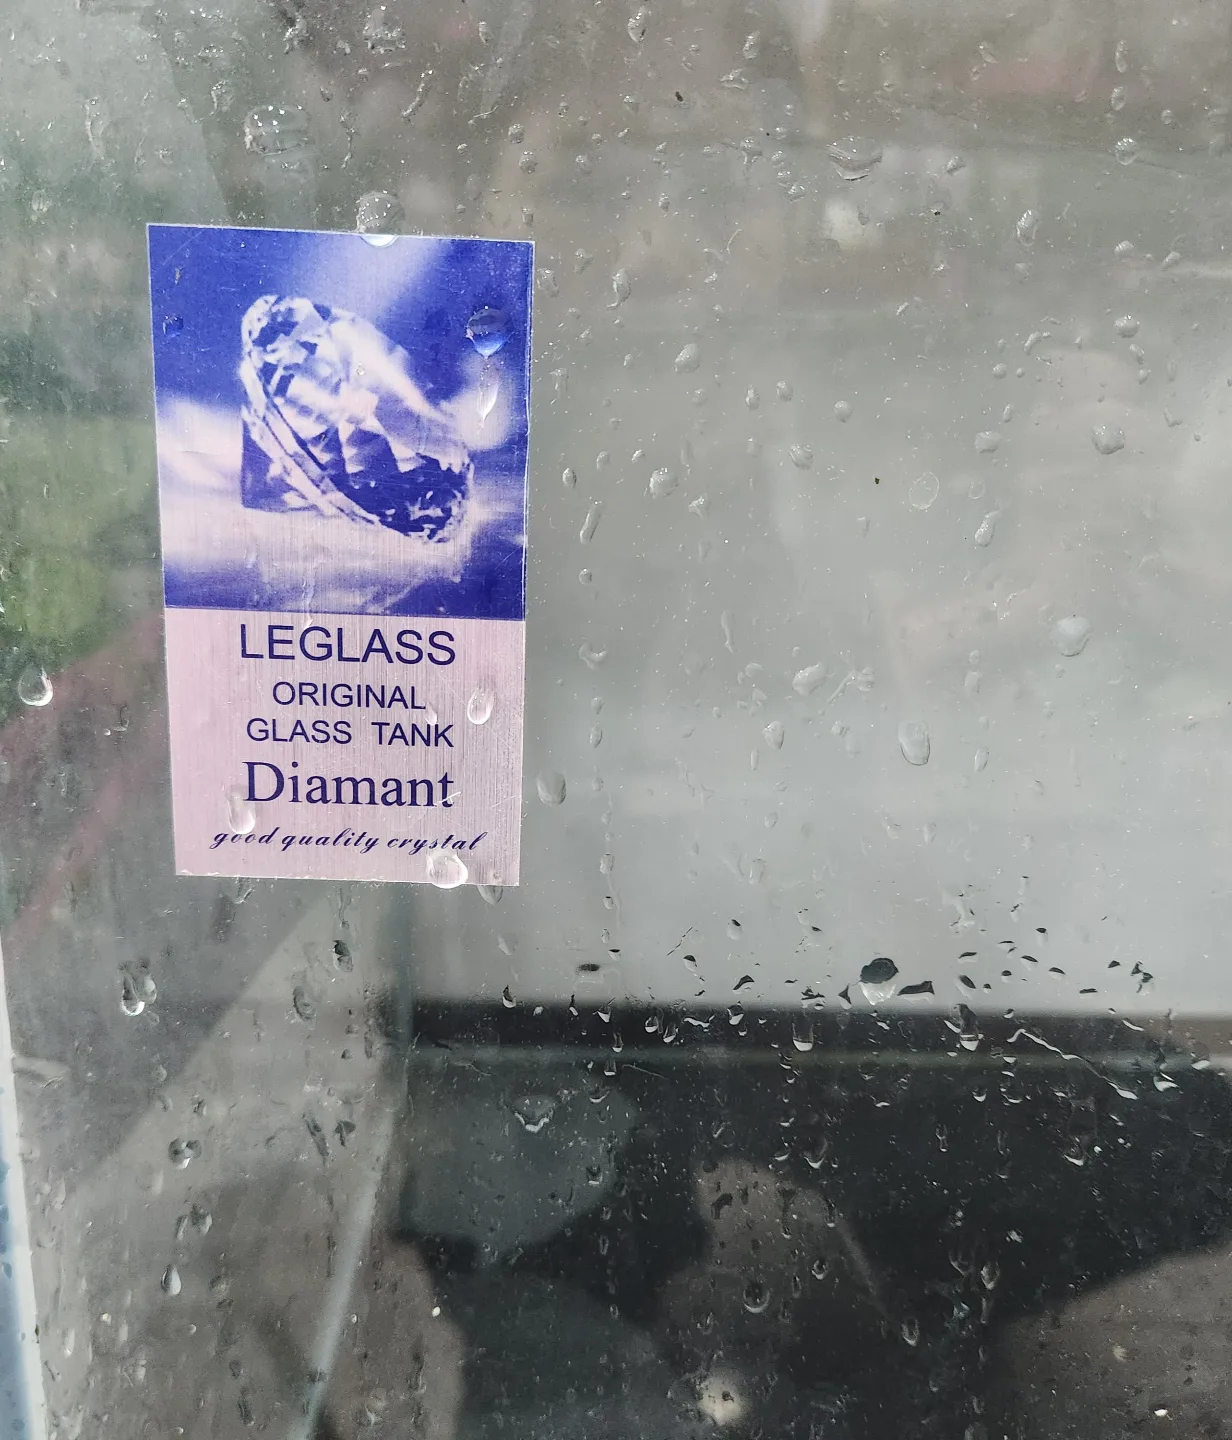 LEGLASS
ORIGINAL
GLASS TANK
Diamant
good quality crystal